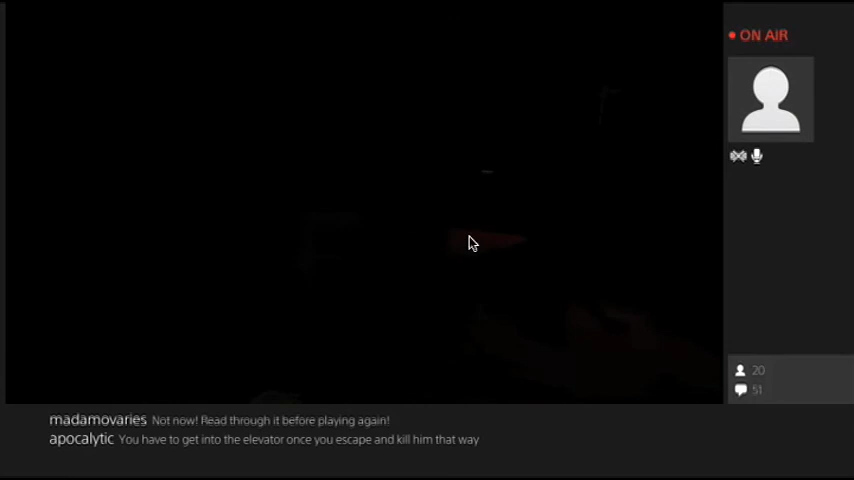 ON AIR
20
51
madamovaries Not now! Read through it before playing again!
apocalytic You have to get into the elevator once you escape and kill him that way